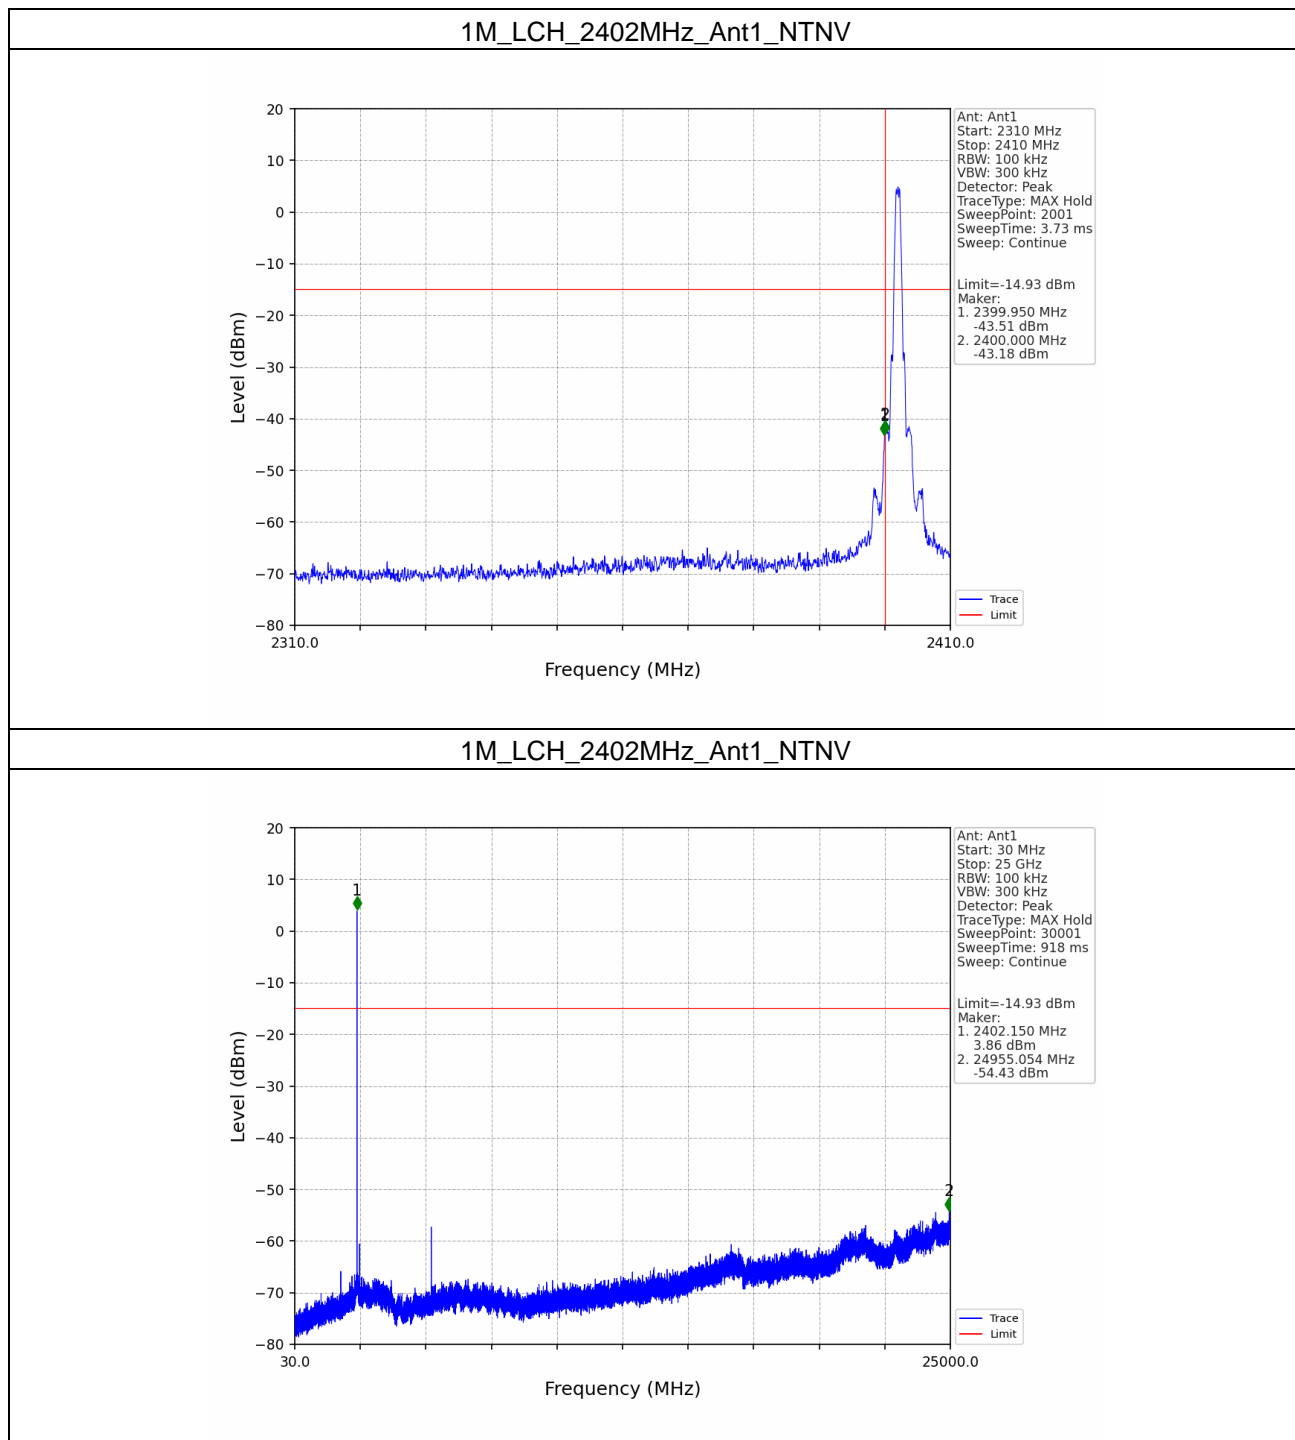 1M_LCH_2402MHz_Ant1_NTNV
20
10
0
−10
−20
−30
−40
−50
−60
−70
−80
Level (dBm)
2310.0
2410.0
Frequency (MHz)
2
Ant: Ant1
Start: 2310 MHz
Stop: 2410 MHz
RBW: 100 kHz
VBW: 300 kHz
Detector: Peak
TraceType: MAX Hold
SweepPoint: 2001
SweepTime: 3.73 ms
Sweep: Continue
Limit=-14.93 dBm
Maker:
1. 2399.950 MHz
-43.51 dBm
2. 2400.000 MHz
-43.18 dBm
Trace
Limit
1M_LCH_2402MHz_Ant1_NTNV
20
10
0
−10
−20
−30
−40
−50
−60
−70
−80
Level (dBm)
30.0
25000.0
Frequency (MHz)
1
2
Ant: Ant1
Start: 30 MHz
Stop: 25 GHz
RBW: 100 kHz
VBW: 300 kHz
Detector: Peak
TraceType: MAX Hold
SweepPoint: 30001
SweepTime: 918 ms
Sweep: Continue
Limit=-14.93 dBm
Maker:
1. 2402.150 MHz
3.86 dBm
2. 24955.054 MHz
-54.43 dBm
Trace
Limit